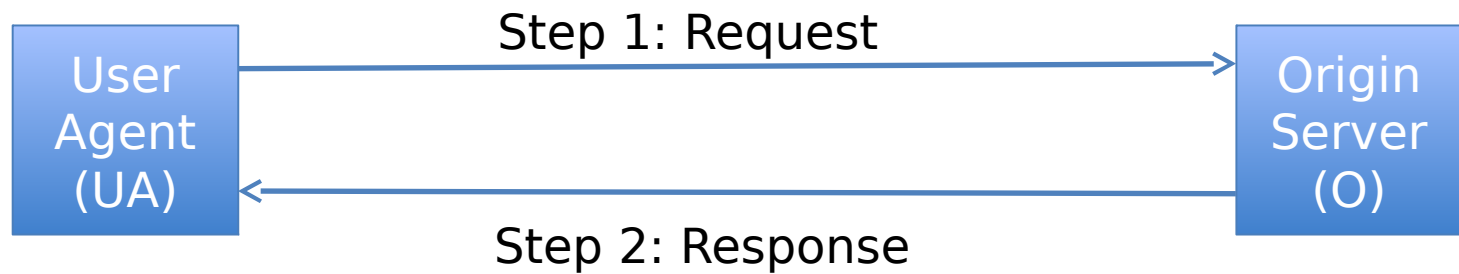 Step 1: Request
User
Agent
(UA)
Origin
Server
(O)
Step 2: Response